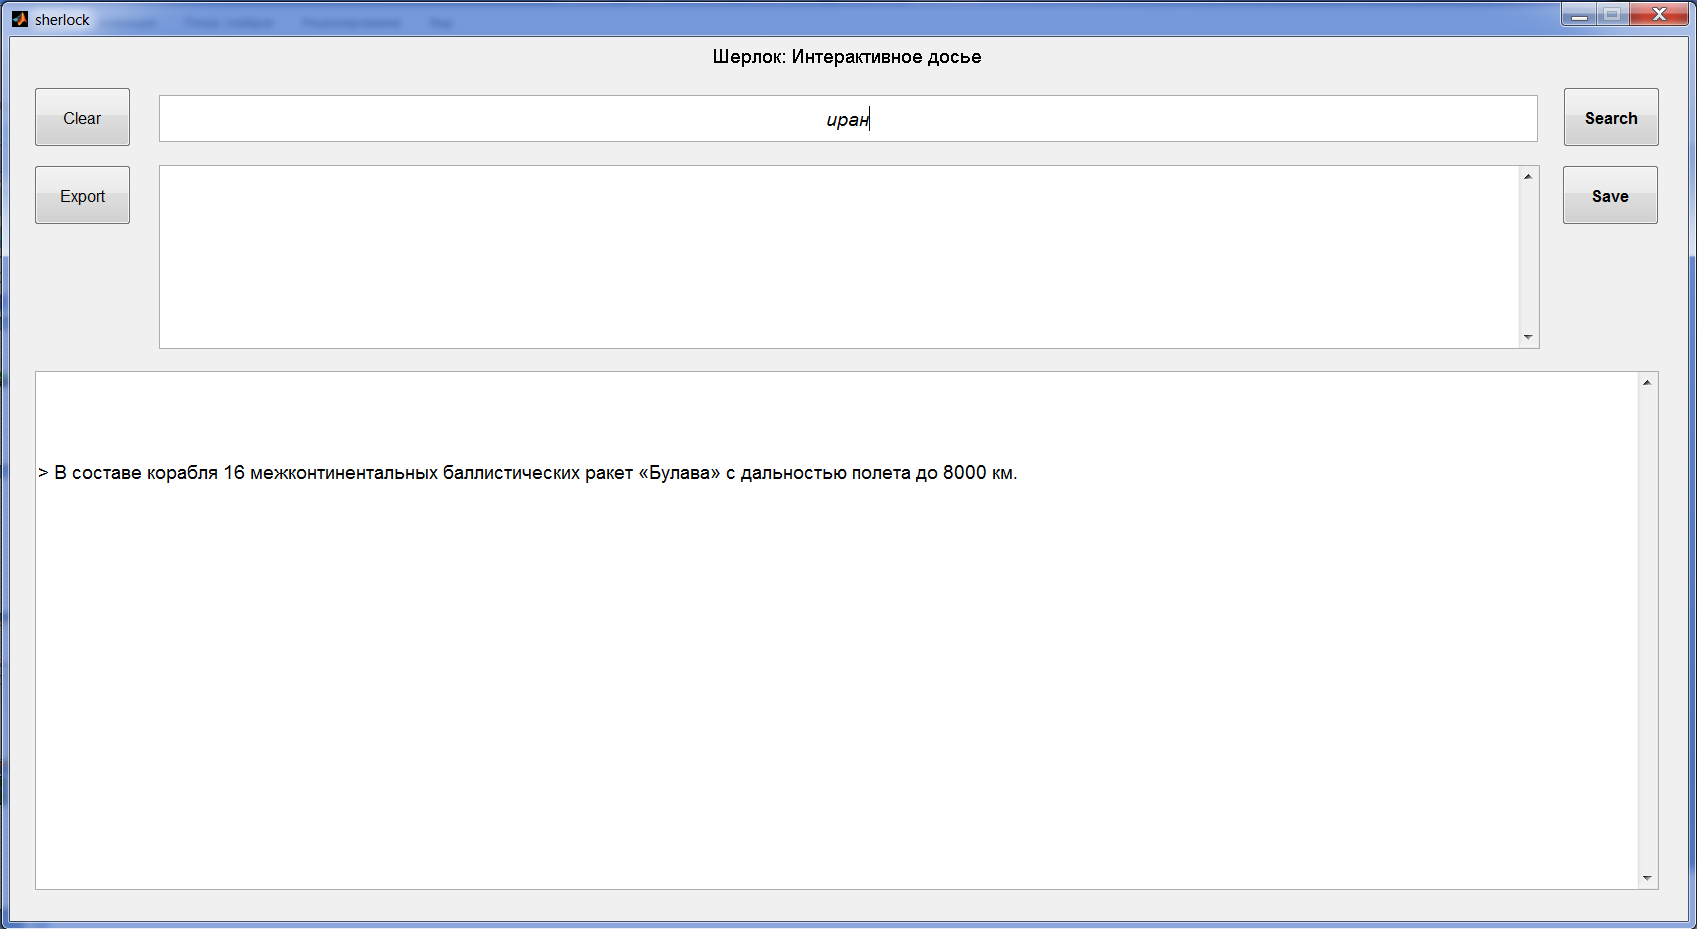 sherlock
Шерлок: Интерактивное досье
Clear
иран
Search
Export
Save
> В составе корабля 16 межконтинентальных баллистических ракет «Булава» с дальностью полета до 8000 км.